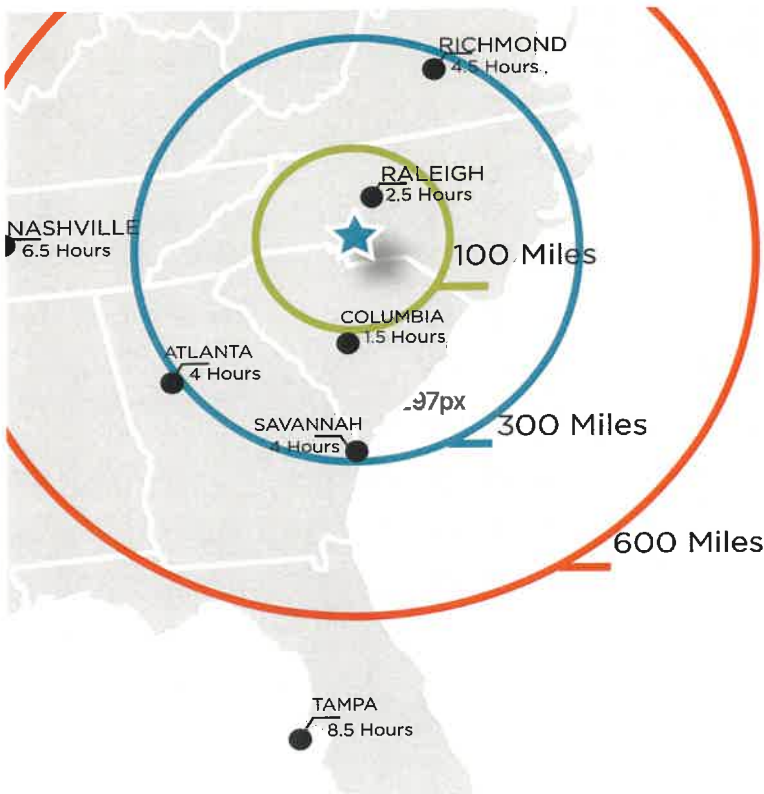 RICHMOND
4.5 Hours
RALEIGH
2.5 Hours
NASHVILLE
6.5 Hours
100 Miles
COLUMBIA
1.5 Hours
ATLANTA
4 Hours
97px
SAVANNAH
4 Hours
300 Miles
600 Miles
TAMPA
8.5 Hours